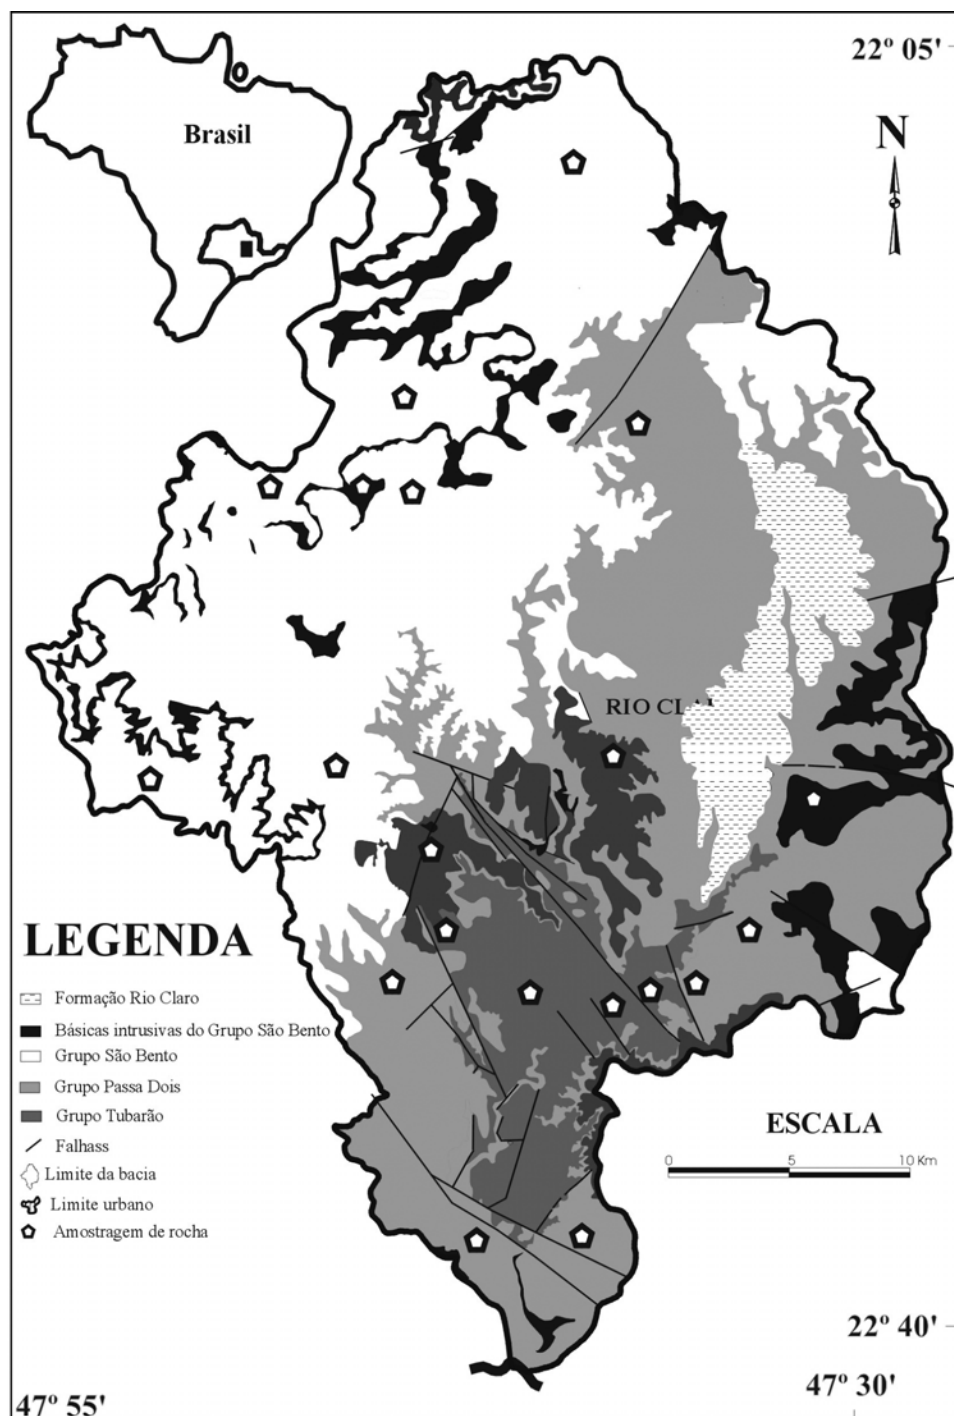 22º 05'
Brasil
N
RIO CLA
LEGENDA
Formação Rio Claro
Básicas intrusivas do Grupo São Bento
Grupo São Bento
Grupo Passa Dois
Grupo Tubarão
Falhass
Limite da bacia
Limite urbano
Amostragem de rocha
ESCALA
0 5 10 Km
22º 40'
47º 30'
47º 55'